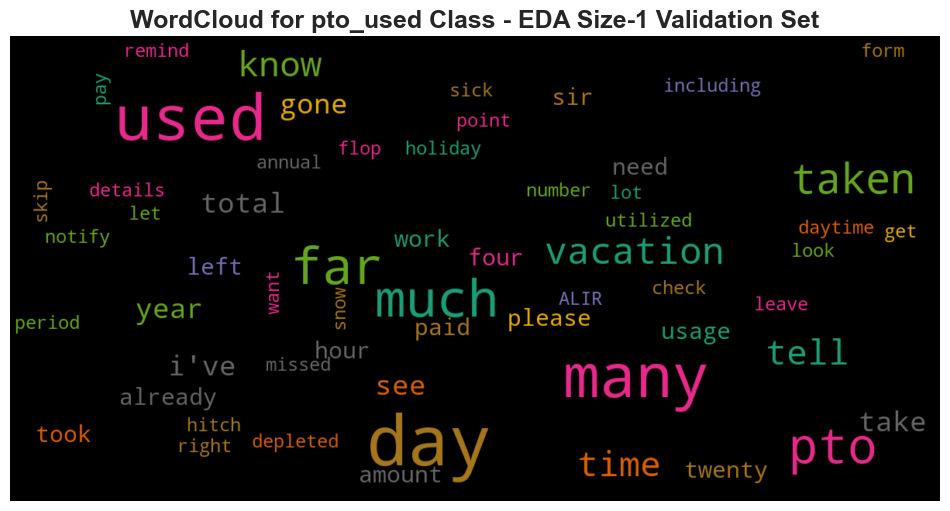 WordCloud for pto_used Class - EDA Size-1 Validation Set
remind
know
form
pay
used
gone
sick
sir
including
point
flop
holiday
annual
need
taken
skip
details
let
total
number
lot
utilized
daytime
get
notify
work
left
far
four
vacation
look
want
snow
much
ALIR
check
leave
period
year
paid
please
usage
tell
i've
missed
hour
already
see
many
took
hitch
right
depleted
day
amount
time
twenty
pto
take